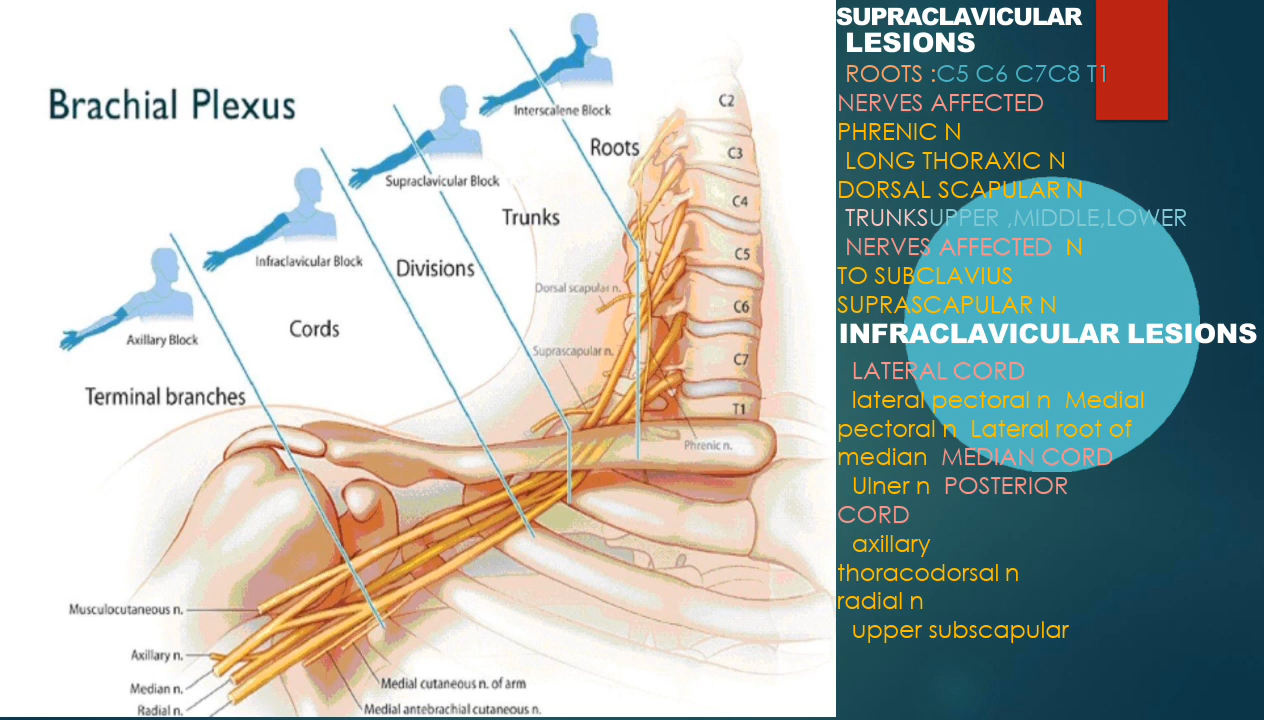 Brachial Plexus
Interscalene Block
Supraclavicular Block
Infraclavicular Block
Axillary Block
Roots
Trunks
Divisions
Cords
Terminal branches
C2
C3
C4
C5
C6
C7
T1
Dorsal scapular n.
Suprascapular n.
Phrenic n.
Musculocutaneous n.
Axillary n.
Median n.
Radial n.
Medial cutaneous n. of arm
Medial antebrachial cutaneous n.
SUPRACLAVICULAR
LESIONS
ROOTS :C5 C6 C7C8 T1
NERVES AFFECTED
PHRENIC N
LONG THORAXIC N
DORSAL SCAPULAR N
TRUNKSUPPER ,MIDDLE,LOWER
NERVES AFFECTED N
TO SUBCLAVIUS
SUPRASCAPULAR N
INFRACLAVICULAR LESIONS
LATERAL CORD
lateral pectoral n Medial
pectoral n Lateral root of
median MEDIAN CORD
Ulner n POSTERIOR
CORD
axillary
thoracodorsal n
radial n
upper subscapular